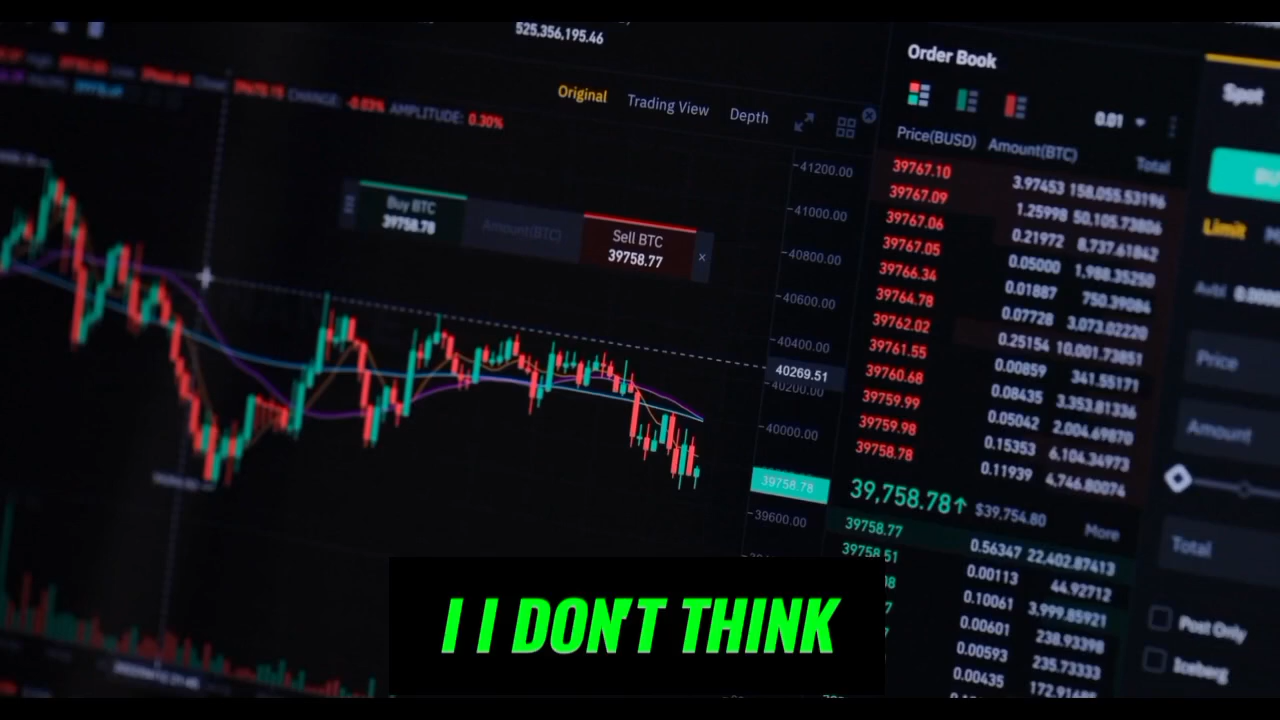 525,356,195.46
Order Book
Spot
Original
Trading View
Depth
CHANGE: -0.03% AMPLITUDE: 0.30%
0.01
Price(BUSD) Amount(BTC) Total
39767.10 3.97453 158,055.53196
39767.09 1.25998 50,105.73806
39767.06 0.21972 8,737.61842
39767.05 0.05000 1,988.35250
39766.34 0.01887 750.39084
39764.78 0.07728 3,073.02220
39762.02 0.25154 10,001.73851
39761.55 0.00859 341.55171
39760.68 0.08435 3,353.81336
39759.99 0.05042 2,004.69870
39759.98 0.15353 6,104.34973
39758.78 0.11939 4,746.80074
39,758.78↑ $39,754.80 More
39758.77 0.56347 22,402.87413
39758.51 0.00113 44.92712
0.10061 3,999.85921
0.00601 238.93398
0.00593 235.73333
0.00435 172.91688
Buy BTC
39758.78
Amount(BTC)
Sell BTC
39758.77
41200.00
41000.00
40800.00
40600.00
40400.00
40269.51
40200.00
40000.00
39758.78
39600.00
Limit
Price
Amount
Total
Post Only
Iceberg
I I DON'T THINK